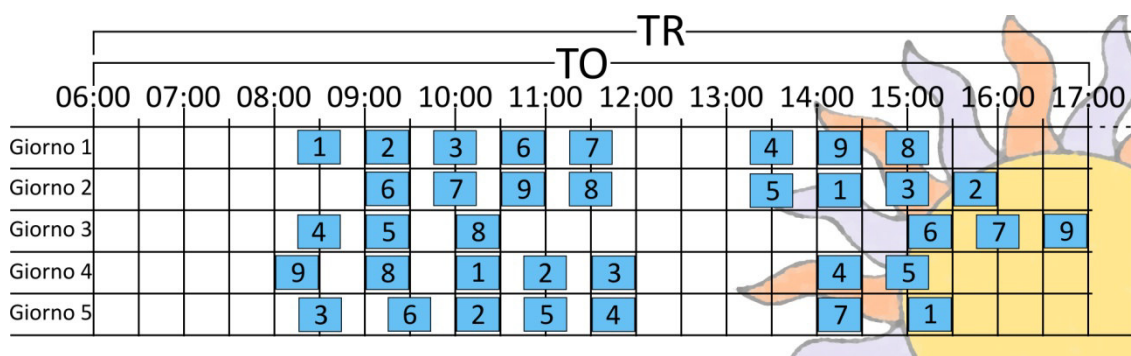 TR
TO
06:00 07:00 08:00 09:00 10:00 11:00 12:00 13:00 14:00 15:00 16:00 17:00
Giorno 1 1 2 3 6 7 4 9 8
Giorno 2 6 7 9 8 5 1 3 2
Giorno 3 4 5 8 6 7 9
Giorno 4 9 8 1 2 3 4 5
Giorno 5 3 6 2 5 4 7 1